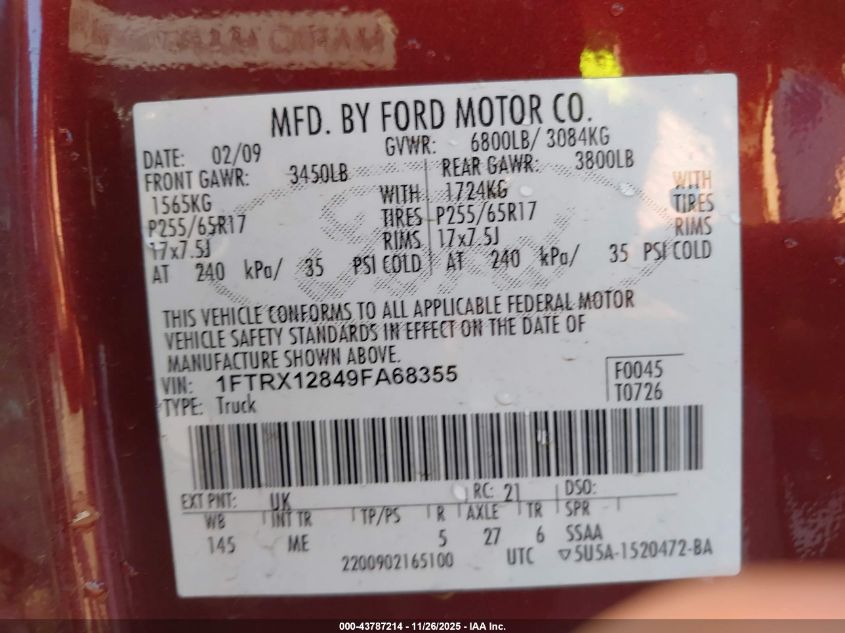 MFD. BY FORD MOTOR CO.
DATE: 02/09 GVWR: 6800LB/ 3084KG
FRONT GAWR: 3450LB REAR GAWR: 3800LB
1565KG WITH 1724KG WITH
P255/65R17 TIRES P255/65R17 TIRES
17x7.5J RIMS 17x7.5J RIMS
AT 240 kPa/ 35 PSI COLD AT 240 kPa/ 35 PSI COLD
THIS VEHICLE CONFORMS TO ALL APPLICABLE FEDERAL MOTOR
VEHICLE SAFETY STANDARDS IN EFFECT ON THE DATE OF
MANUFACTURE SHOWN ABOVE.
VIN: 1FTRX12849FA68355 F0045
TYPE: Truck T0726
EXT PNT: UK RC: 21 DSO:
WB INT TR TP/PS R AXLE TR SPR
145 ME 5 27 6 SSAA
2200902165100 UTC ▽5U5A-1520472-BA
000-43787214 - 11/26/2025 - IAA Inc.